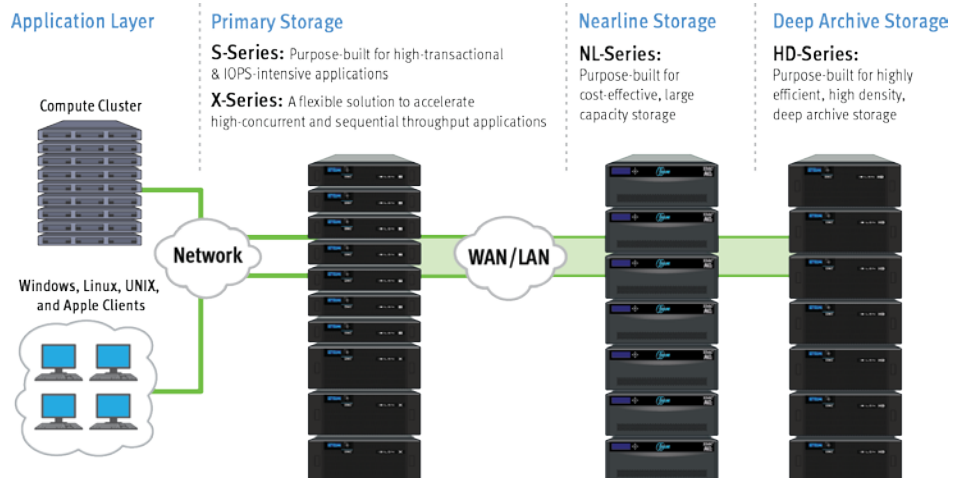 Application Layer
Primary Storage
Nearline Storage
Deep Archive Storage
S-Series: Purpose-built for high-transactional
& IOPS-intensive applications
X-Series: A flexible solution to accelerate
high-concurrent and sequential throughput applications
NL-Series:
Purpose-built for
cost-effective, large
capacity storage
HD-Series:
Purpose-built for highly
efficient, high density,
deep archive storage
Compute Cluster
Network
WAN/LAN
Windows, Linux, UNIX,
and Apple Clients